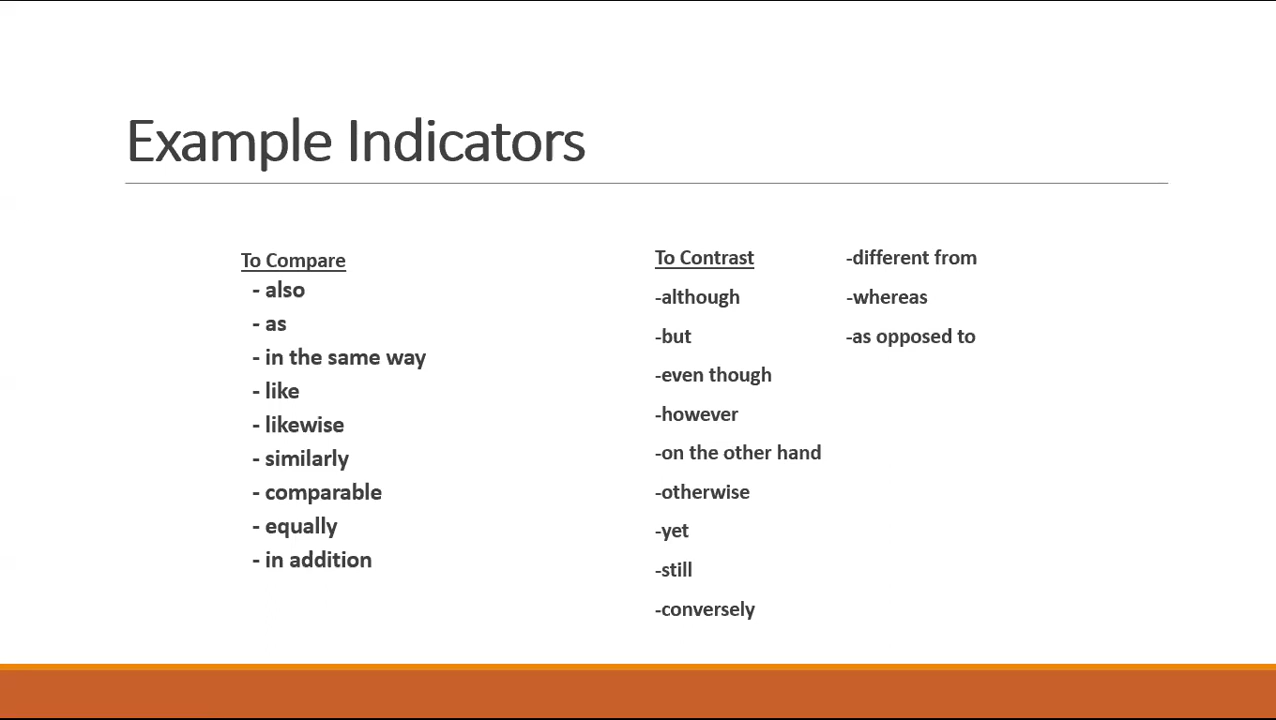 Example Indicators
To Compare
- also
- as
- in the same way
- like
- likewise
- similarly
- comparable
- equally
- in addition
To Contrast
-although
-but
-even though
-however
-on the other hand
-otherwise
-yet
-still
-conversely
-different from
-whereas
-as opposed to